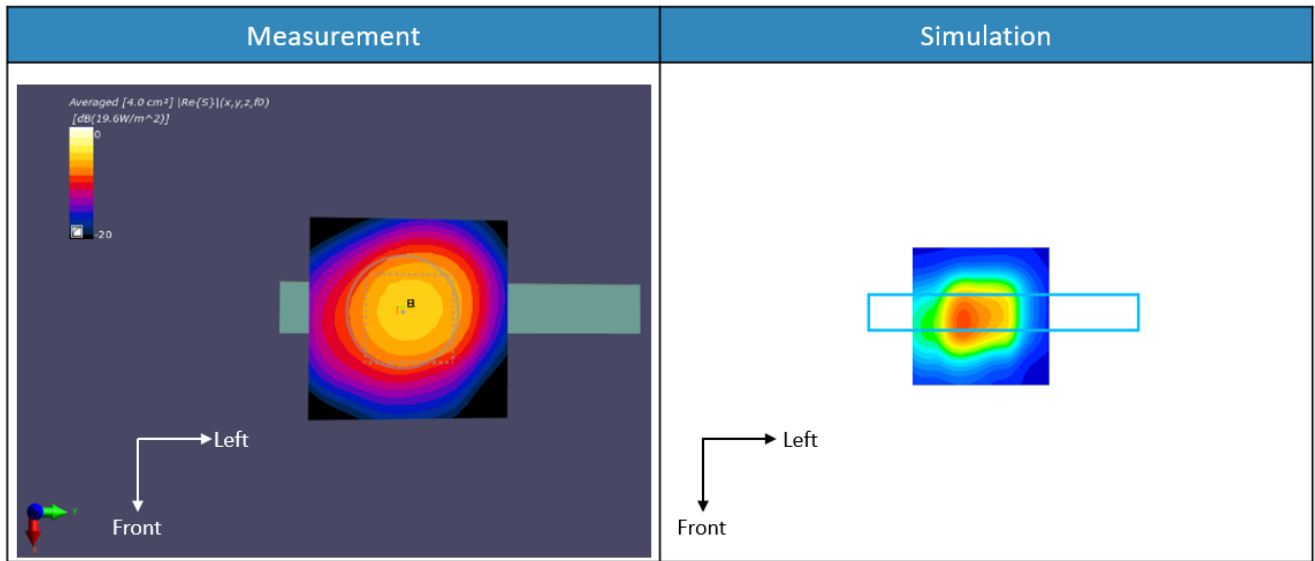 Measurement
Simulation
Averaged [4.0 cm²] |Re{S}|(x,y,z,f0)
[dB(19.6W/m^2)]
0
-20
Left
Front
Y
Left
Front